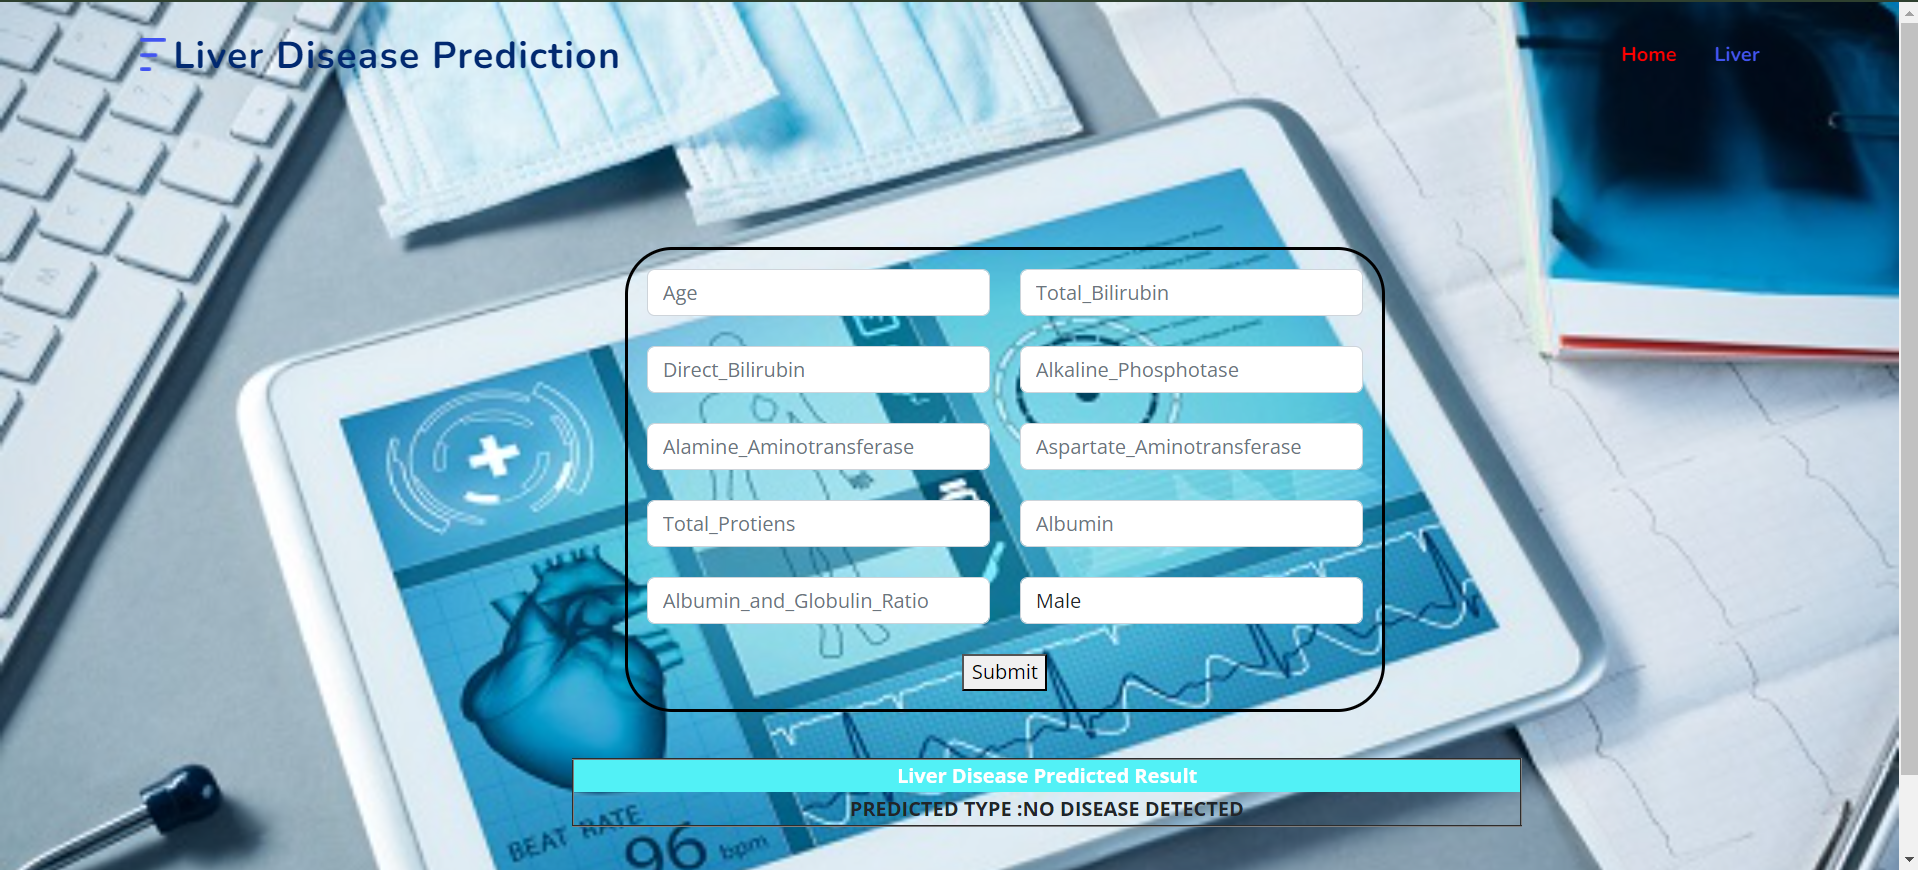 Liver Disease Prediction
Home Liver
Age Total_Bilirubin
Direct_Bilirubin Alkaline_Phosphotase
Alamine_Aminotransferase Aspartate_Aminotransferase
Total_Protiens Albumin
Albumin_and_Globulin_Ratio Male
Submit
Liver Disease Predicted Result
PREDICTED TYPE :NO DISEASE DETECTED
BEAT RATE
96 bpm